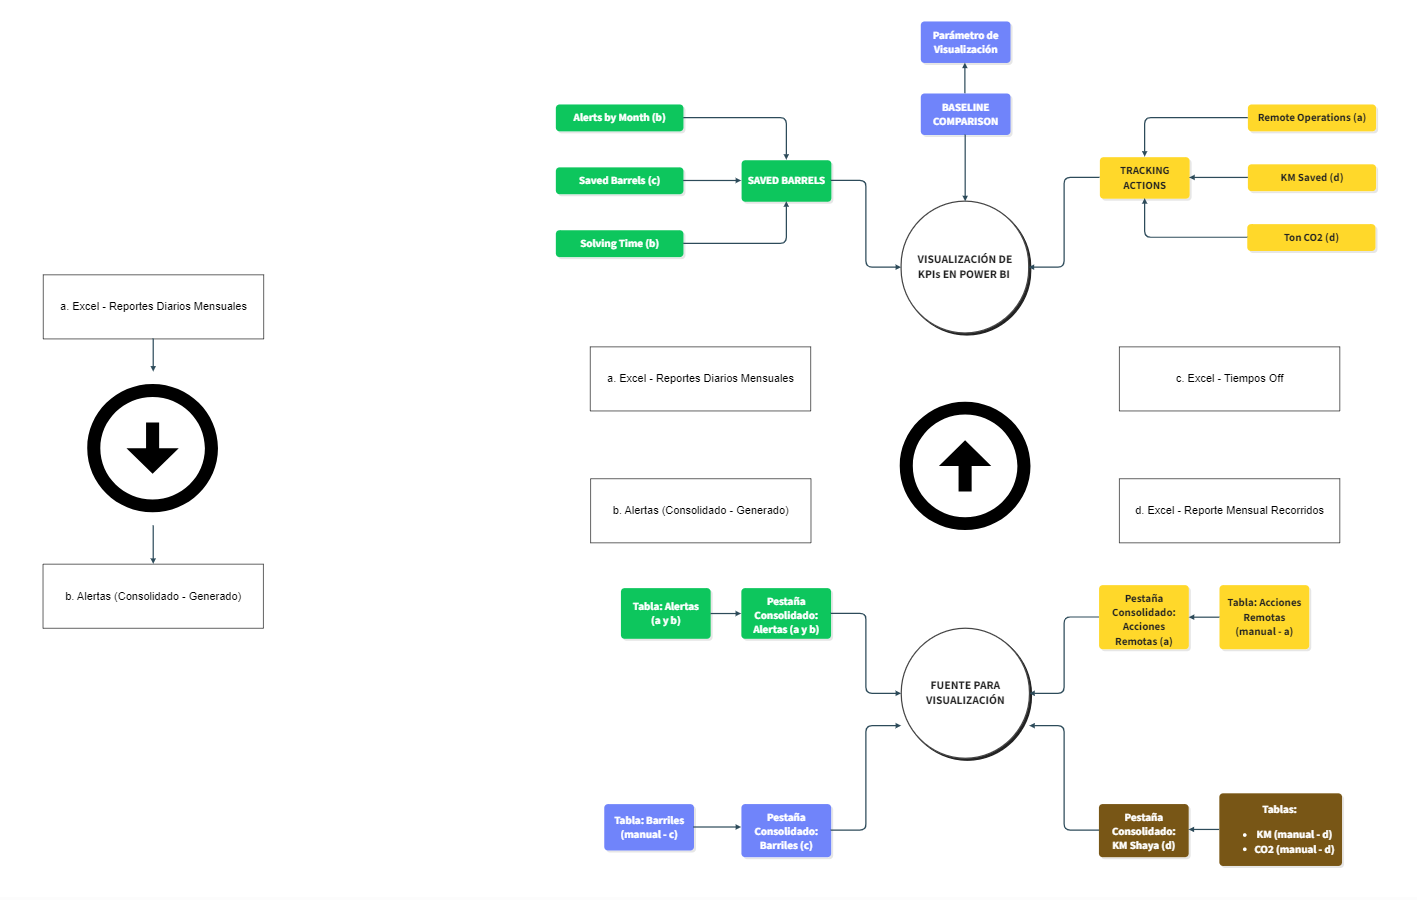 Parámetro de
Visualización
BASELINE
COMPARISON
Alerts by Month (b)
Saved Barrels (c)
Solving Time (b)
SAVED BARRELS
TRACKING
ACTIONS
Remote Operations (a)
KM Saved (d)
Ton CO2 (d)
VISUALIZACIÓN DE
KPIs EN POWER BI
a. Excel - Reportes Diarios Mensuales
b. Alertas (Consolidado - Generado)
a. Excel - Reportes Diarios Mensuales
c. Excel - Tiempos Off
b. Alertas (Consolidado - Generado)
d. Excel - Reporte Mensual Recorridos
Tabla: Alertas
(a y b)
Pestaña
Consolidado:
Alertas (a y b)
Pestaña
Consolidado:
Acciones
Remotas (a)
Tabla: Acciones
Remotas
(manual - a)
FUENTE PARA
VISUALIZACIÓN
Tabla: Barriles
(manual - c)
Pestaña
Consolidado:
Barriles (c)
Pestaña
Consolidado:
KM Shaya (d)
Tablas:
• KM (manual - d)
• CO2 (manual - d)